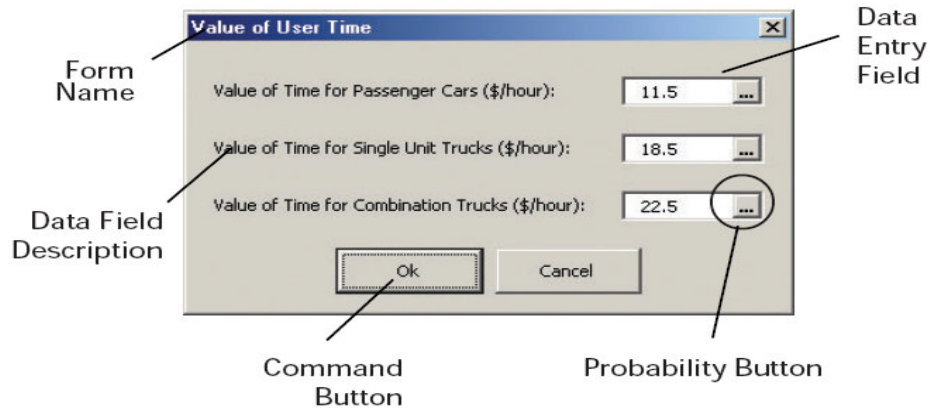 Value of User Time
Data
Entry
Field
Form
Name
Value of Time for Passenger Cars ($/hour):
11.5
...
Value of Time for Single Unit Trucks ($/hour):
18.5
...
Value of Time for Combination Trucks ($/hour):
22.5
...
Data Field
Description
Ok
Cancel
Command
Button
Probability Button